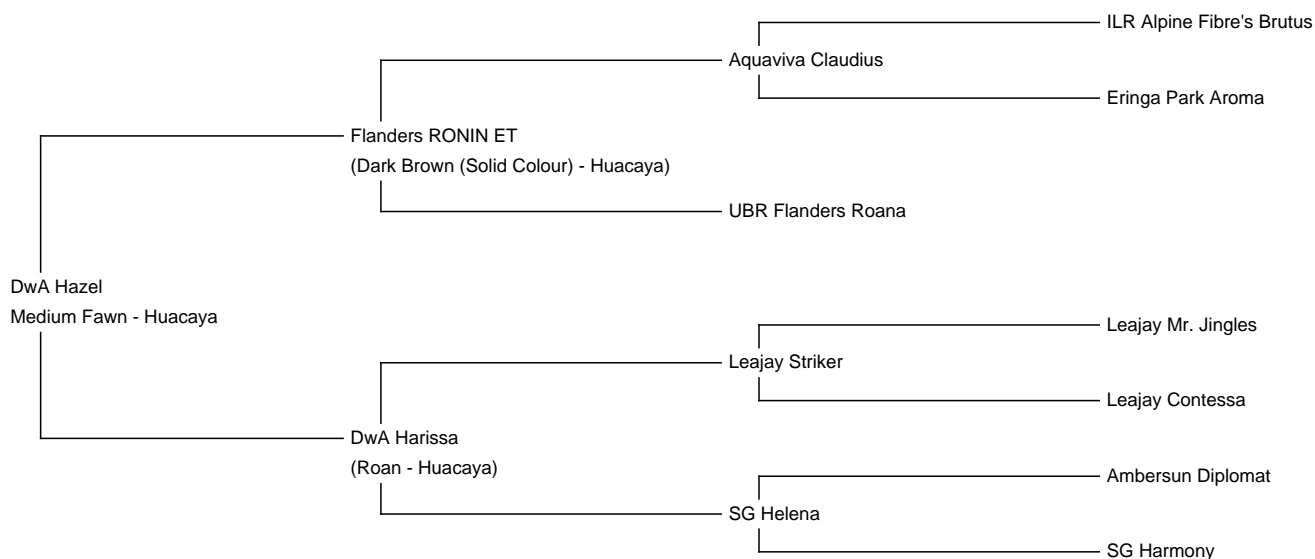 ILR Alpine Fibre's Brutus
Aquaviva Claudius
Eringa Park Aroma
Flanders RONIN ET
(Dark Brown (Solid Colour) - Huacaya)
UBR Flanders Roana
DwA Hazel
Medium Fawn - Huacaya
Leajay Mr. Jingles
Leajay Striker
Leajay Contessa
DwA Harissa
(Roan - Huacaya)
Ambersun Diplomat
SG Helena
SG Harmony